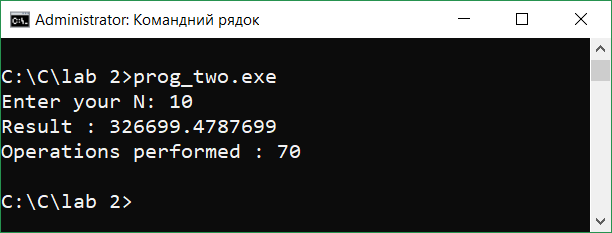 Administrator: Командний рядок
C:\C\lab 2>prog_two.exe
Enter your N: 10
Result : 326699.4787699
Operations performed : 70
C:\C\lab 2>